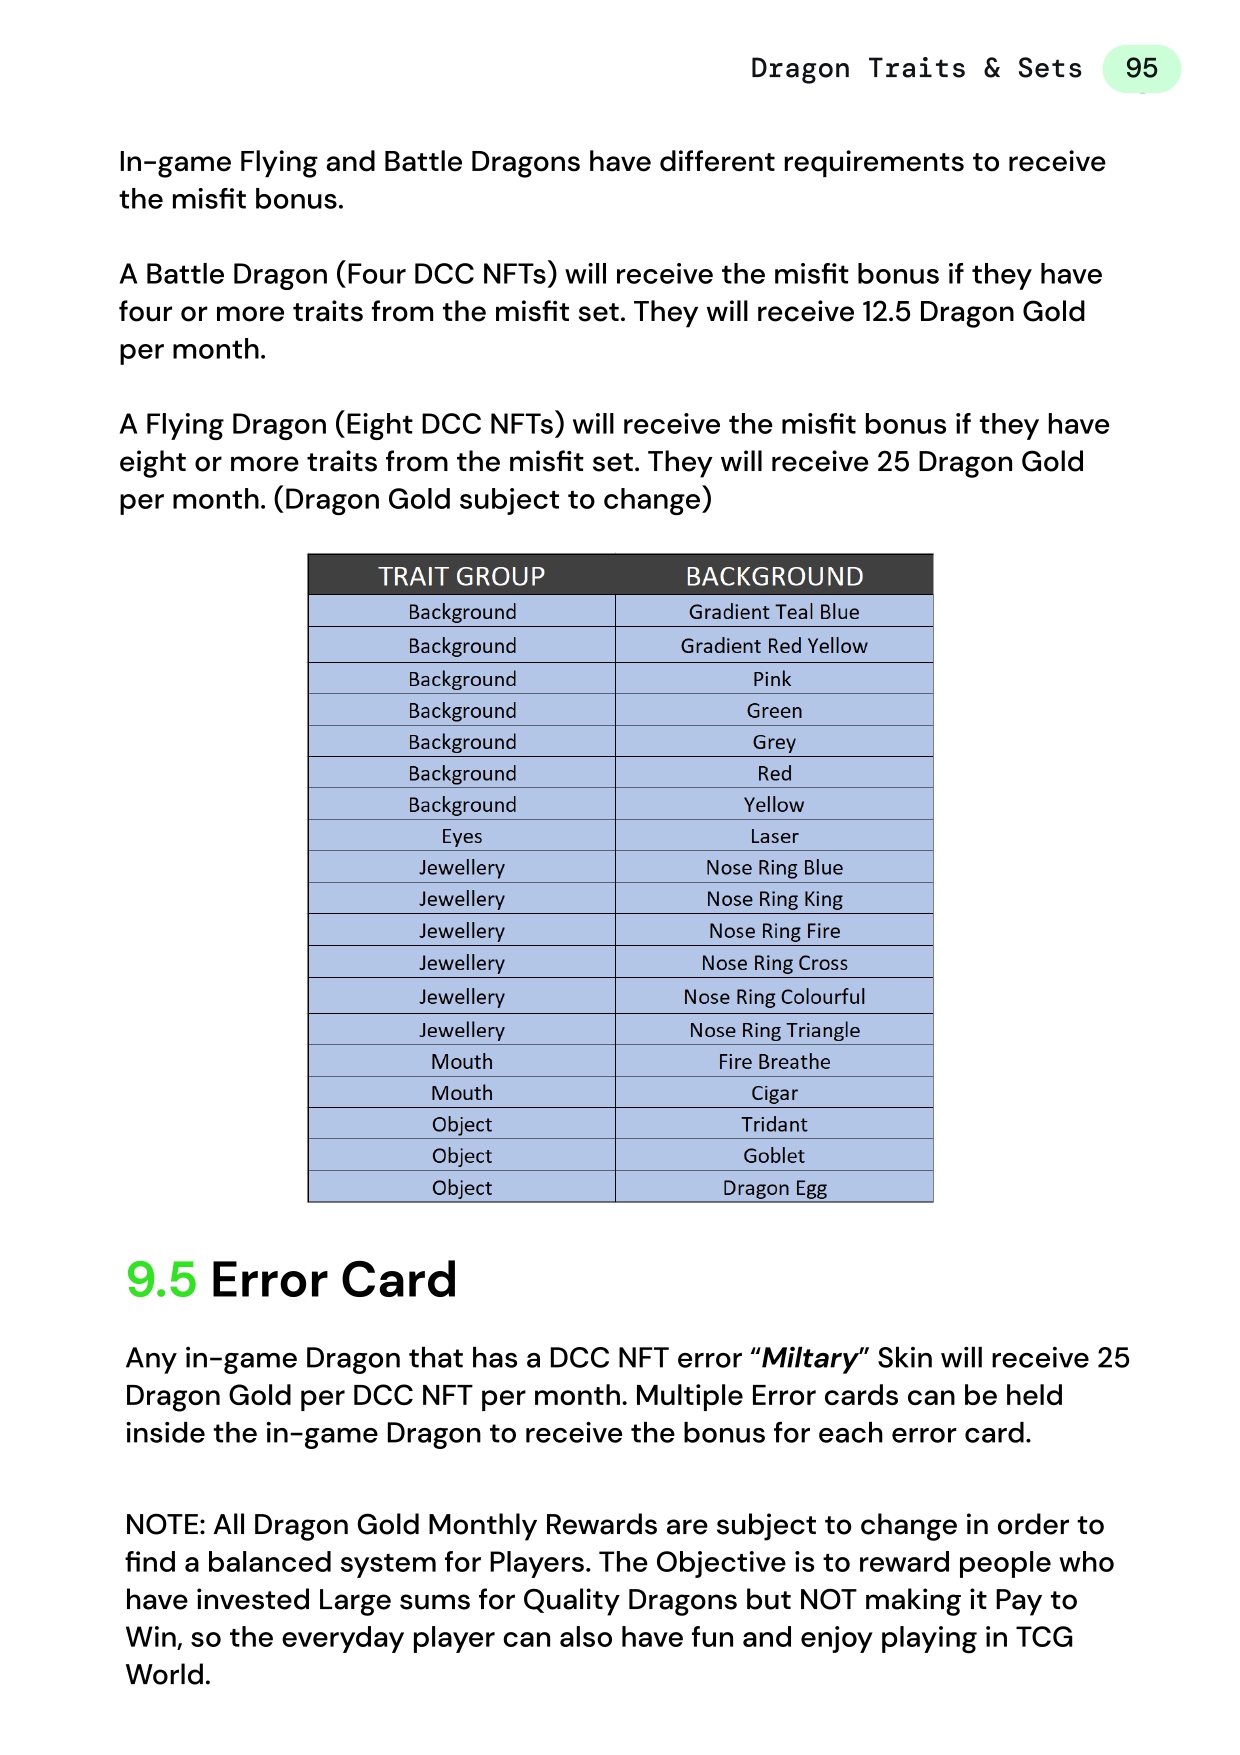 Dragon Traits & Sets 95
In-game Flying and Battle Dragons have different requirements to receive
the misfit bonus.
A Battle Dragon (Four DCC NFTs) will receive the misfit bonus if they have
four or more traits from the misfit set. They will receive 12.5 Dragon Gold
per month.
A Flying Dragon (Eight DCC NFTs) will receive the misfit bonus if they have
eight or more traits from the misfit set. They will receive 25 Dragon Gold
per month. (Dragon Gold subject to change)
TRAIT GROUP BACKGROUND
Background Gradient Teal Blue
Background Gradient Red Yellow
Background Pink
Background Green
Background Grey
Background Red
Background Yellow
Eyes Laser
Jewellery Nose Ring Blue
Jewellery Nose Ring King
Jewellery Nose Ring Fire
Jewellery Nose Ring Cross
Jewellery Nose Ring Colourful
Jewellery Nose Ring Triangle
Mouth Fire Breathe
Mouth Cigar
Object Tridant
Object Goblet
Object Dragon Egg
9.5 Error Card
Any in-game Dragon that has a DCC NFT error “Miltary” Skin will receive 25
Dragon Gold per DCC NFT per month. Multiple Error cards can be held
inside the in-game Dragon to receive the bonus for each error card.
NOTE: All Dragon Gold Monthly Rewards are subject to change in order to
find a balanced system for Players. The Objective is to reward people who
have invested Large sums for Quality Dragons but NOT making it Pay to
Win, so the everyday player can also have fun and enjoy playing in TCG
World.